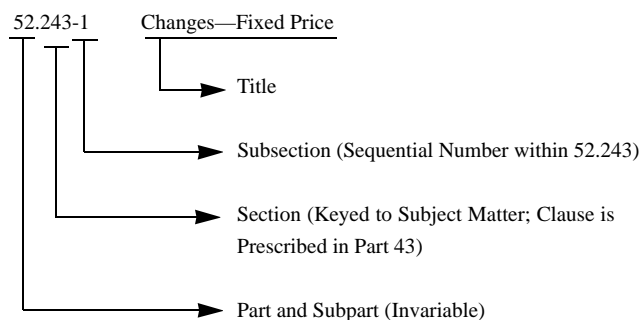 52.243-1 Changes—Fixed Price
Title
Subsection (Sequential Number within 52.243)
Section (Keyed to Subject Matter; Clause is
Prescribed in Part 43)
Part and Subpart (Invariable)